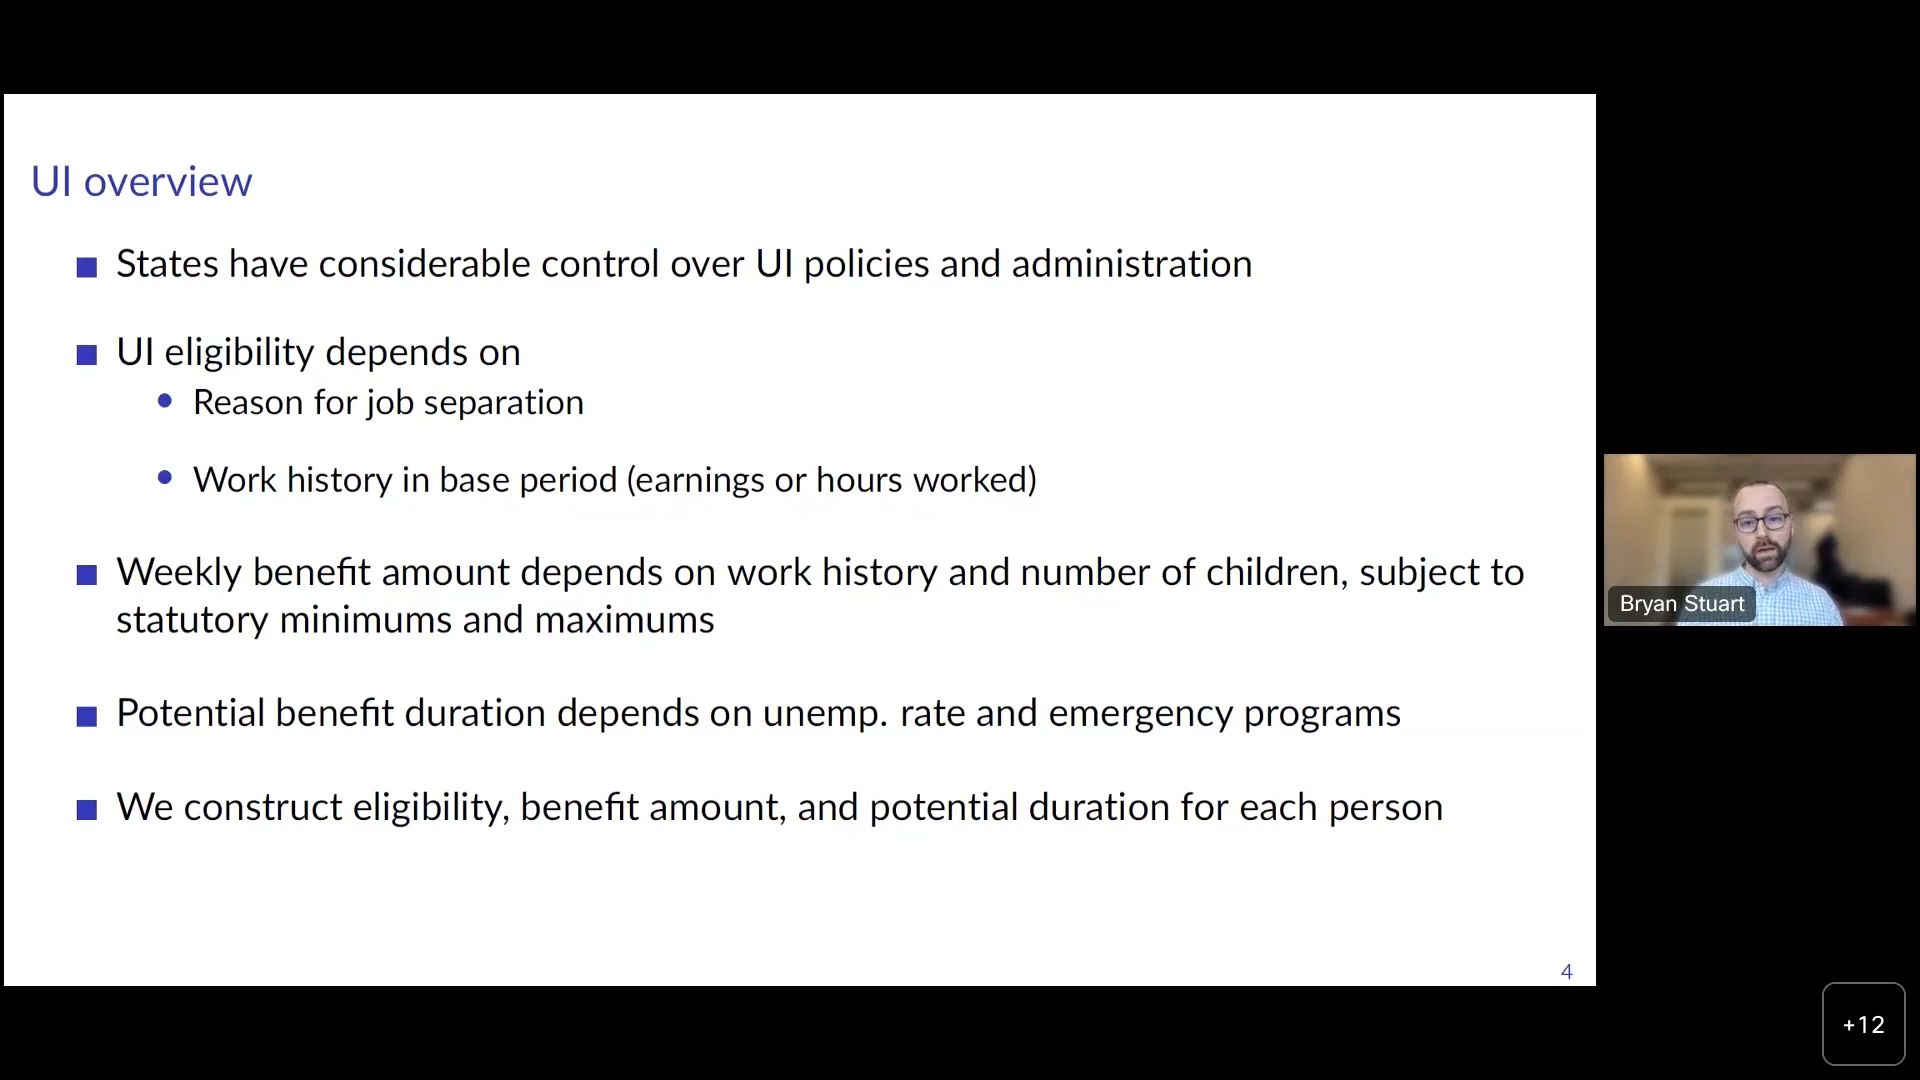 UI overview
States have considerable control over UI policies and administration
UI eligibility depends on
Reason for job separation
Work history in base period (earnings or hours worked)
Weekly benefit amount depends on work history and number of children, subject to
statutory minimums and maximums
Potential benefit duration depends on unemp. rate and emergency programs
We construct eligibility, benefit amount, and potential duration for each person
4
Bryan Stuart
+12